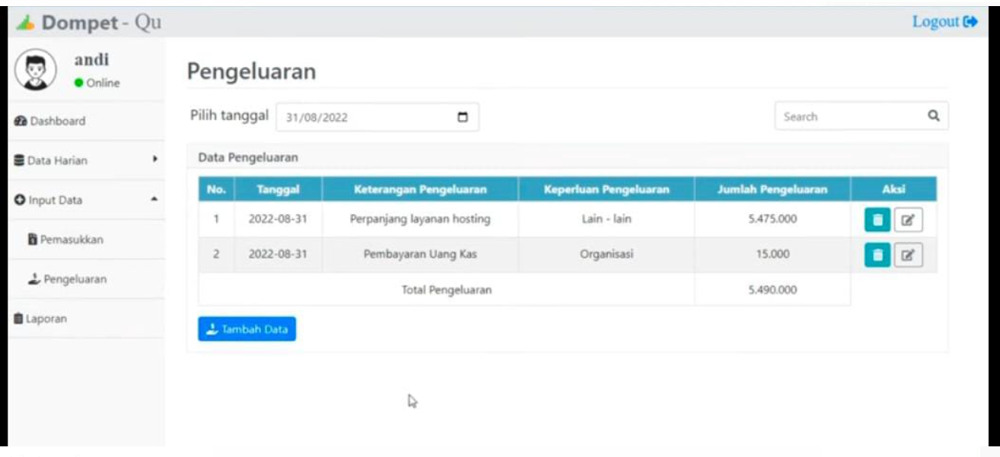 Dompet - Qu
Logout
andi
Online
Dashboard
Data Harian
Input Data
Pemasukkan
Pengeluaran
Laporan
Pengeluaran
Pilih tanggal 31/08/2022
Search
Data Pengeluaran
No. Tanggal Keterangan Pengeluaran Keperluan Pengeluaran Jumlah Pengeluaran Aksi
1 2022-08-31 Perpanjang layanan hosting Lain - lain 5.475.000
2 2022-08-31 Pembayaran Uang Kas Organisasi 15.000
Total Pengeluaran 5.490.000
Tambah Data